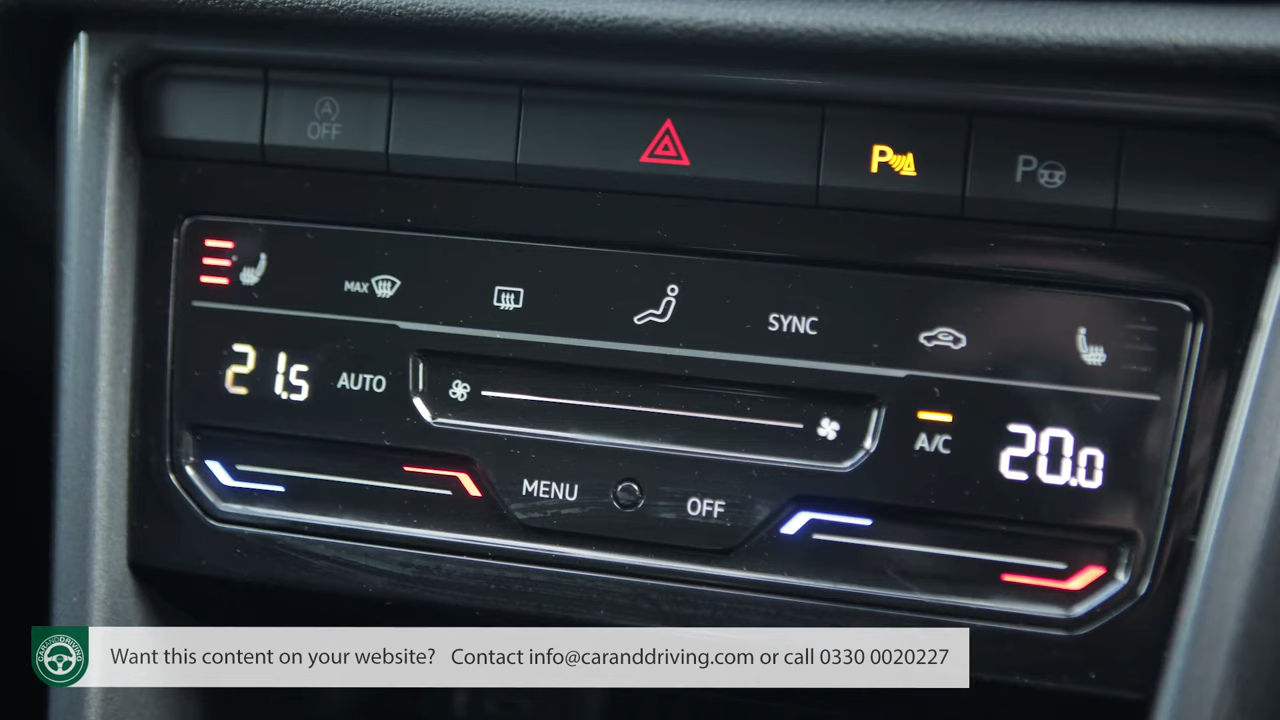 A
OFF
P
P
MAX
SYNC
21.5
AUTO
A/C
20.0
MENU
OFF
CARANDDRIVING
Want this content on your website? Contact info@caranddriving.com or call 0330 0020227